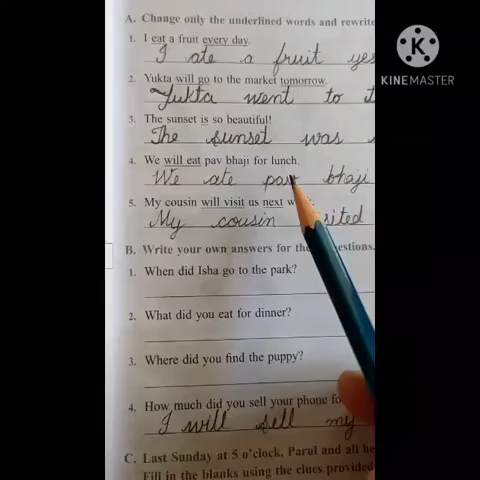 A. Change only the underlined words and rewrite
1. I eat a fruit every day.
I ate a fruit yes
KINEMASTER
2. Yukta will go to the market tomorrow.
Yukta went to t
3. The sunset is so beautiful!
The sunset was
4. We will eat pav bhaji for lunch.
We ate pav bhaji
5. My cousin will visit us next w
My cousin sited
B. Write your own answers for the estions.
1. When did Isha go to the park?
2. What did you eat for dinner?
3. Where did you find the puppy?
4. How much did you sell your phone fo
I will sell my
C. Last Sunday at 5 o'clock, Parul and all he
Fill in the blanks using the clues provided